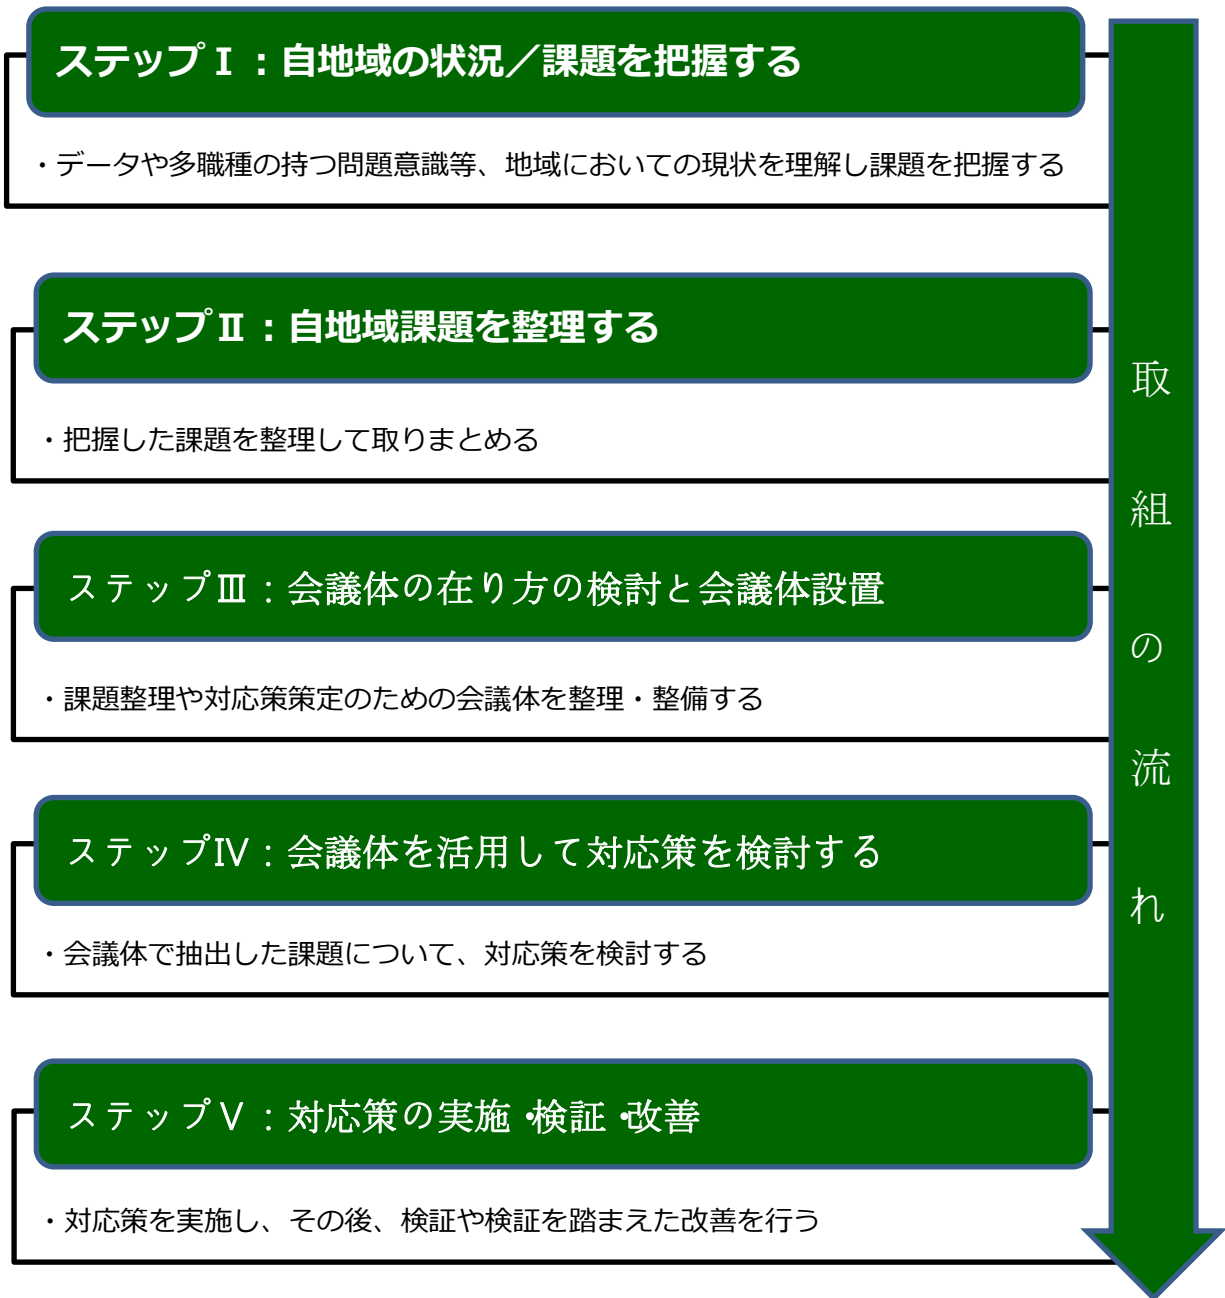 ステップⅠ：自地域の状況／課題を把握する
・データや多職種の持つ問題意識等、地域においての現状を理解し課題を把握する
ステップⅡ：自地域課題を整理する
・把握した課題を整理して取りまとめる
ステップⅢ：会議体の在り方の検討と会議体設置
・課題整理や対応策策定のための会議体を整理・整備する
ステップⅣ：会議体を活用して対応策を検討する
・会議体で抽出した課題について、対応策を検討する
ステップⅤ：対応策の実施・検証・改善
・対応策を実施し、その後、検証や検証を踏まえた改善を行う
取組の流れ